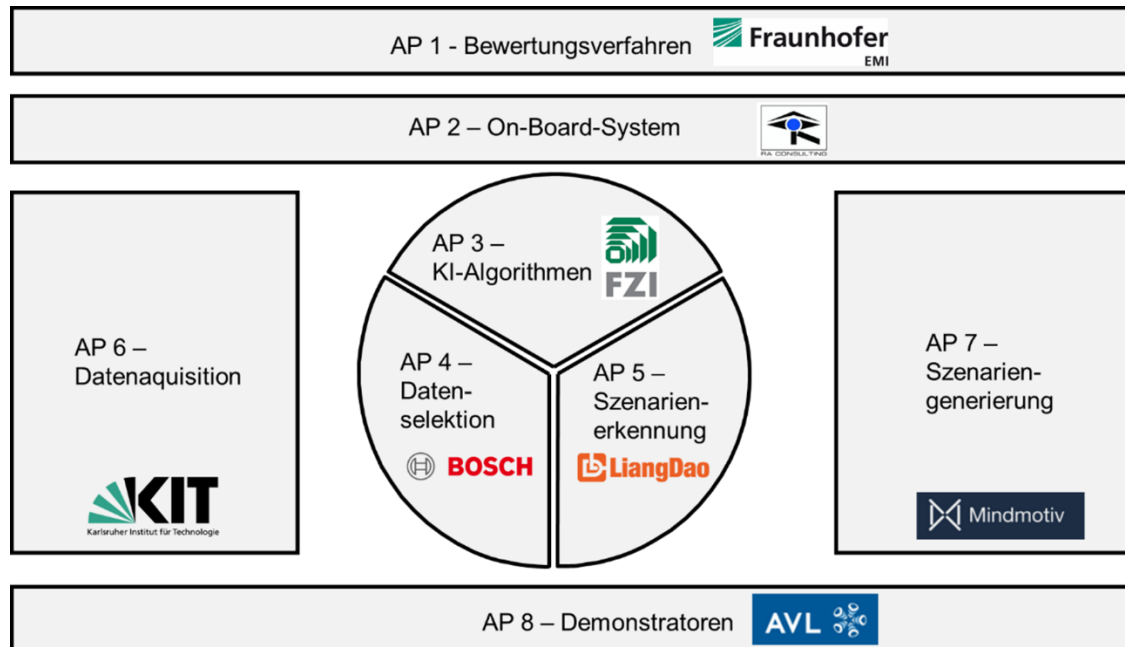 AP 1 - Bewertungsverfahren
Fraunhofer
EMI
AP 2 – On-Board-System
RA CONSULTING
AP 3 –
KI-Algorithmen
FZI
AP 6 –
Datenaquisition
KIT
Karlsruher Institut für Technologie
AP 4 –
Daten-
selektion
BOSCH
AP 5 –
Szenarien-
erkennung
LiangDao
AP 7 –
Szenarien-
generierung
Mindmotiv
AP 8 – Demonstratoren
AVL